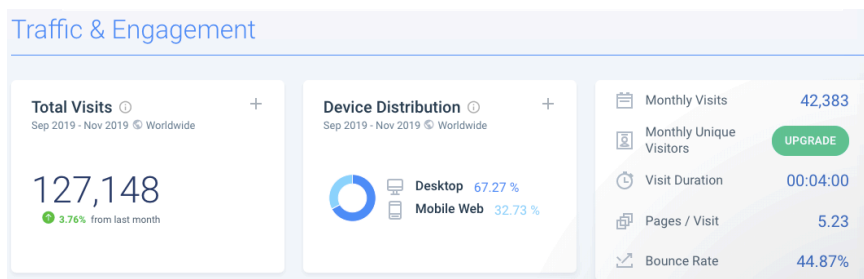 Traffic & Engagement
Total Visits
Sep 2019 - Nov 2019 Worldwide
127,148
3.76% from last month
Device Distribution
Sep 2019 - Nov 2019 Worldwide
Desktop 67.27 %
Mobile Web 32.73 %
Monthly Visits 42,383
Monthly Unique
Visitors
UPGRADE
Visit Duration 00:04:00
Pages / Visit 5.23
Bounce Rate 44.87%